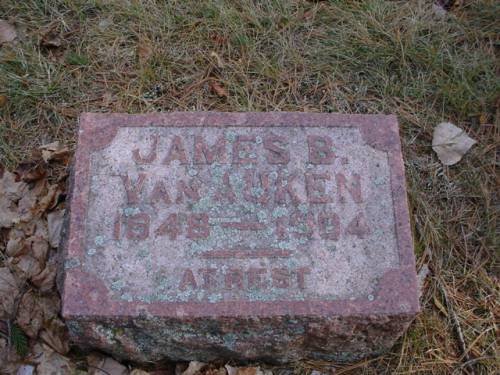 JAMES B.
VAN AUKEN
1848 — 1904
AT REST